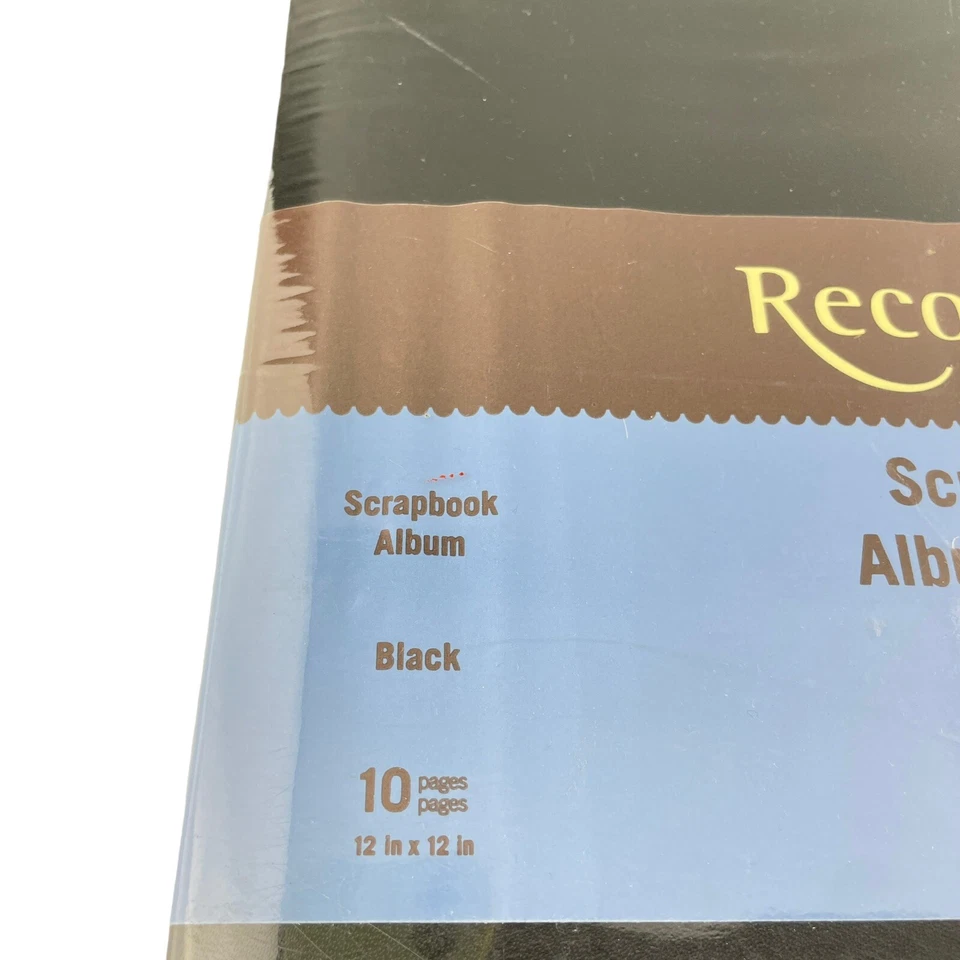 Reco
Scrapbook
Album
Sc
Alb
Black
10 pages
pages
12 in x 12 in